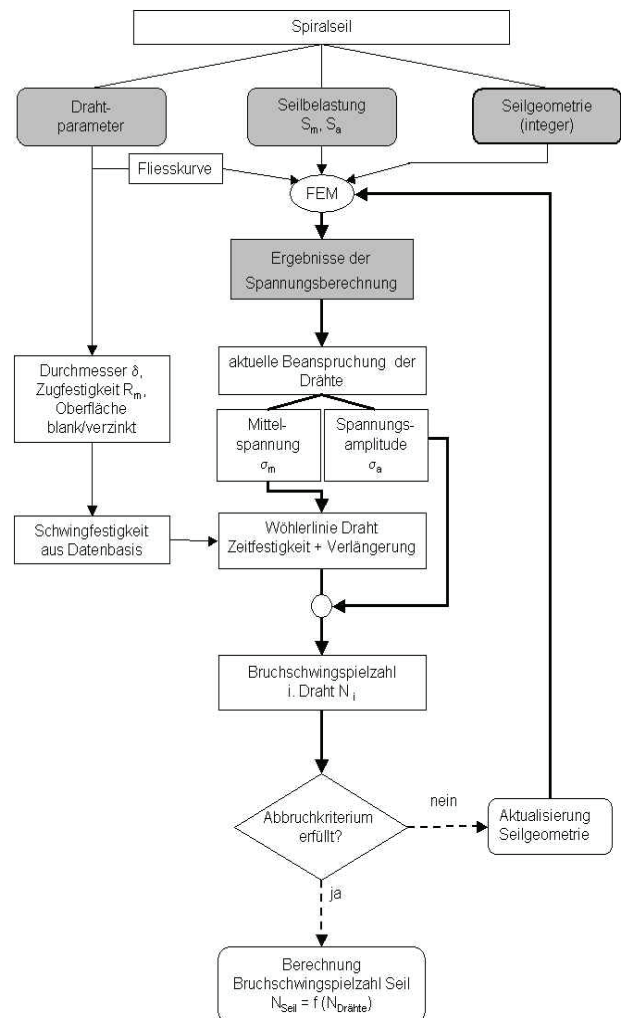 Spiralseil
Draht-
parameter
Seilbelastung
Sm, Sa
Seilgeometrie
(integer)
Fliesskurve
FEM
Ergebnisse der
Spannungsberechnung
aktuelle Beanspruchung der
Drähte
Durchmesser δ,
Zugfestigkeit Rm,
Oberfläche
blank/verzinkt
Mittel-
spannung
σm
Spannungs-
amplitude
σa
Schwingfestigkeit
aus Datenbasis
Wöhlerlinie Draht
Zeitfestigkeit + Verlängerung
Bruchschwingspielzahl
i. Draht Ni
Abbruchkriterium
erfüllt?
nein
Aktualisierung
Seilgeometrie
ja
Berechnung
Bruchschwingspielzahl Seil
NSeil = f (NDrähte)